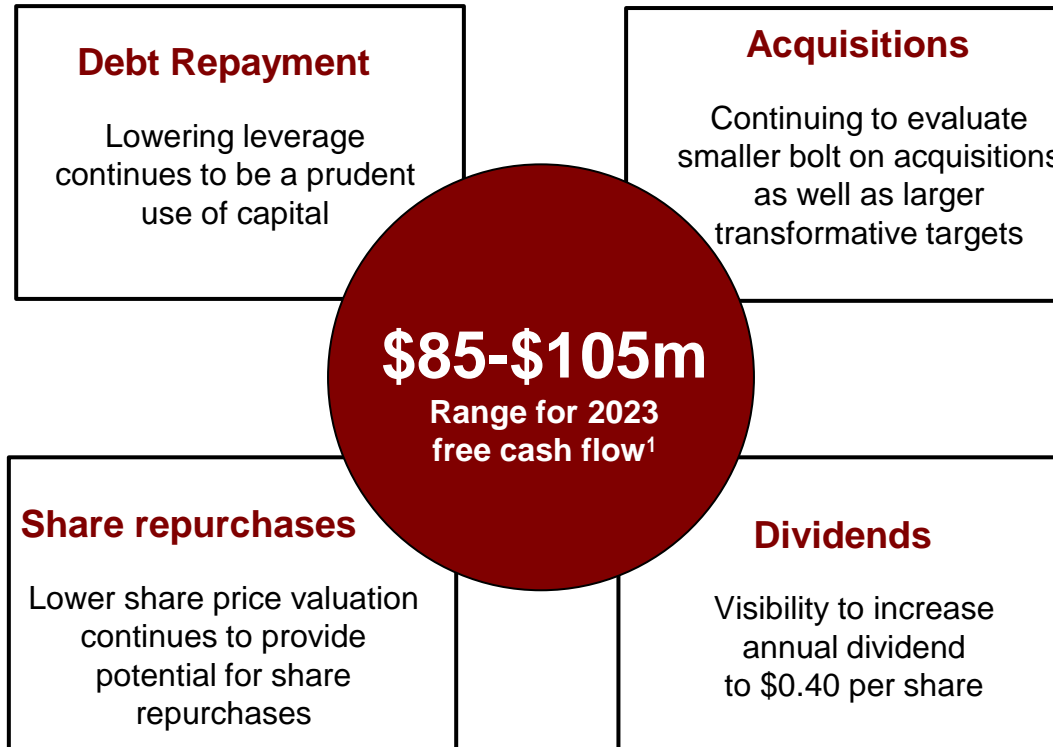 Debt Repayment
Lowering leverage
continues to be a prudent
use of capital
Acquisitions
Continuing to evaluate
smaller bolt on acquisitions
as well as larger
transformative targets
$85-$105m
Range for 2023
free cash flow¹
Share repurchases
Lower share price valuation
continues to provide
potential for share
repurchases
Dividends
Visibility to increase
annual dividend
to $0.40 per share